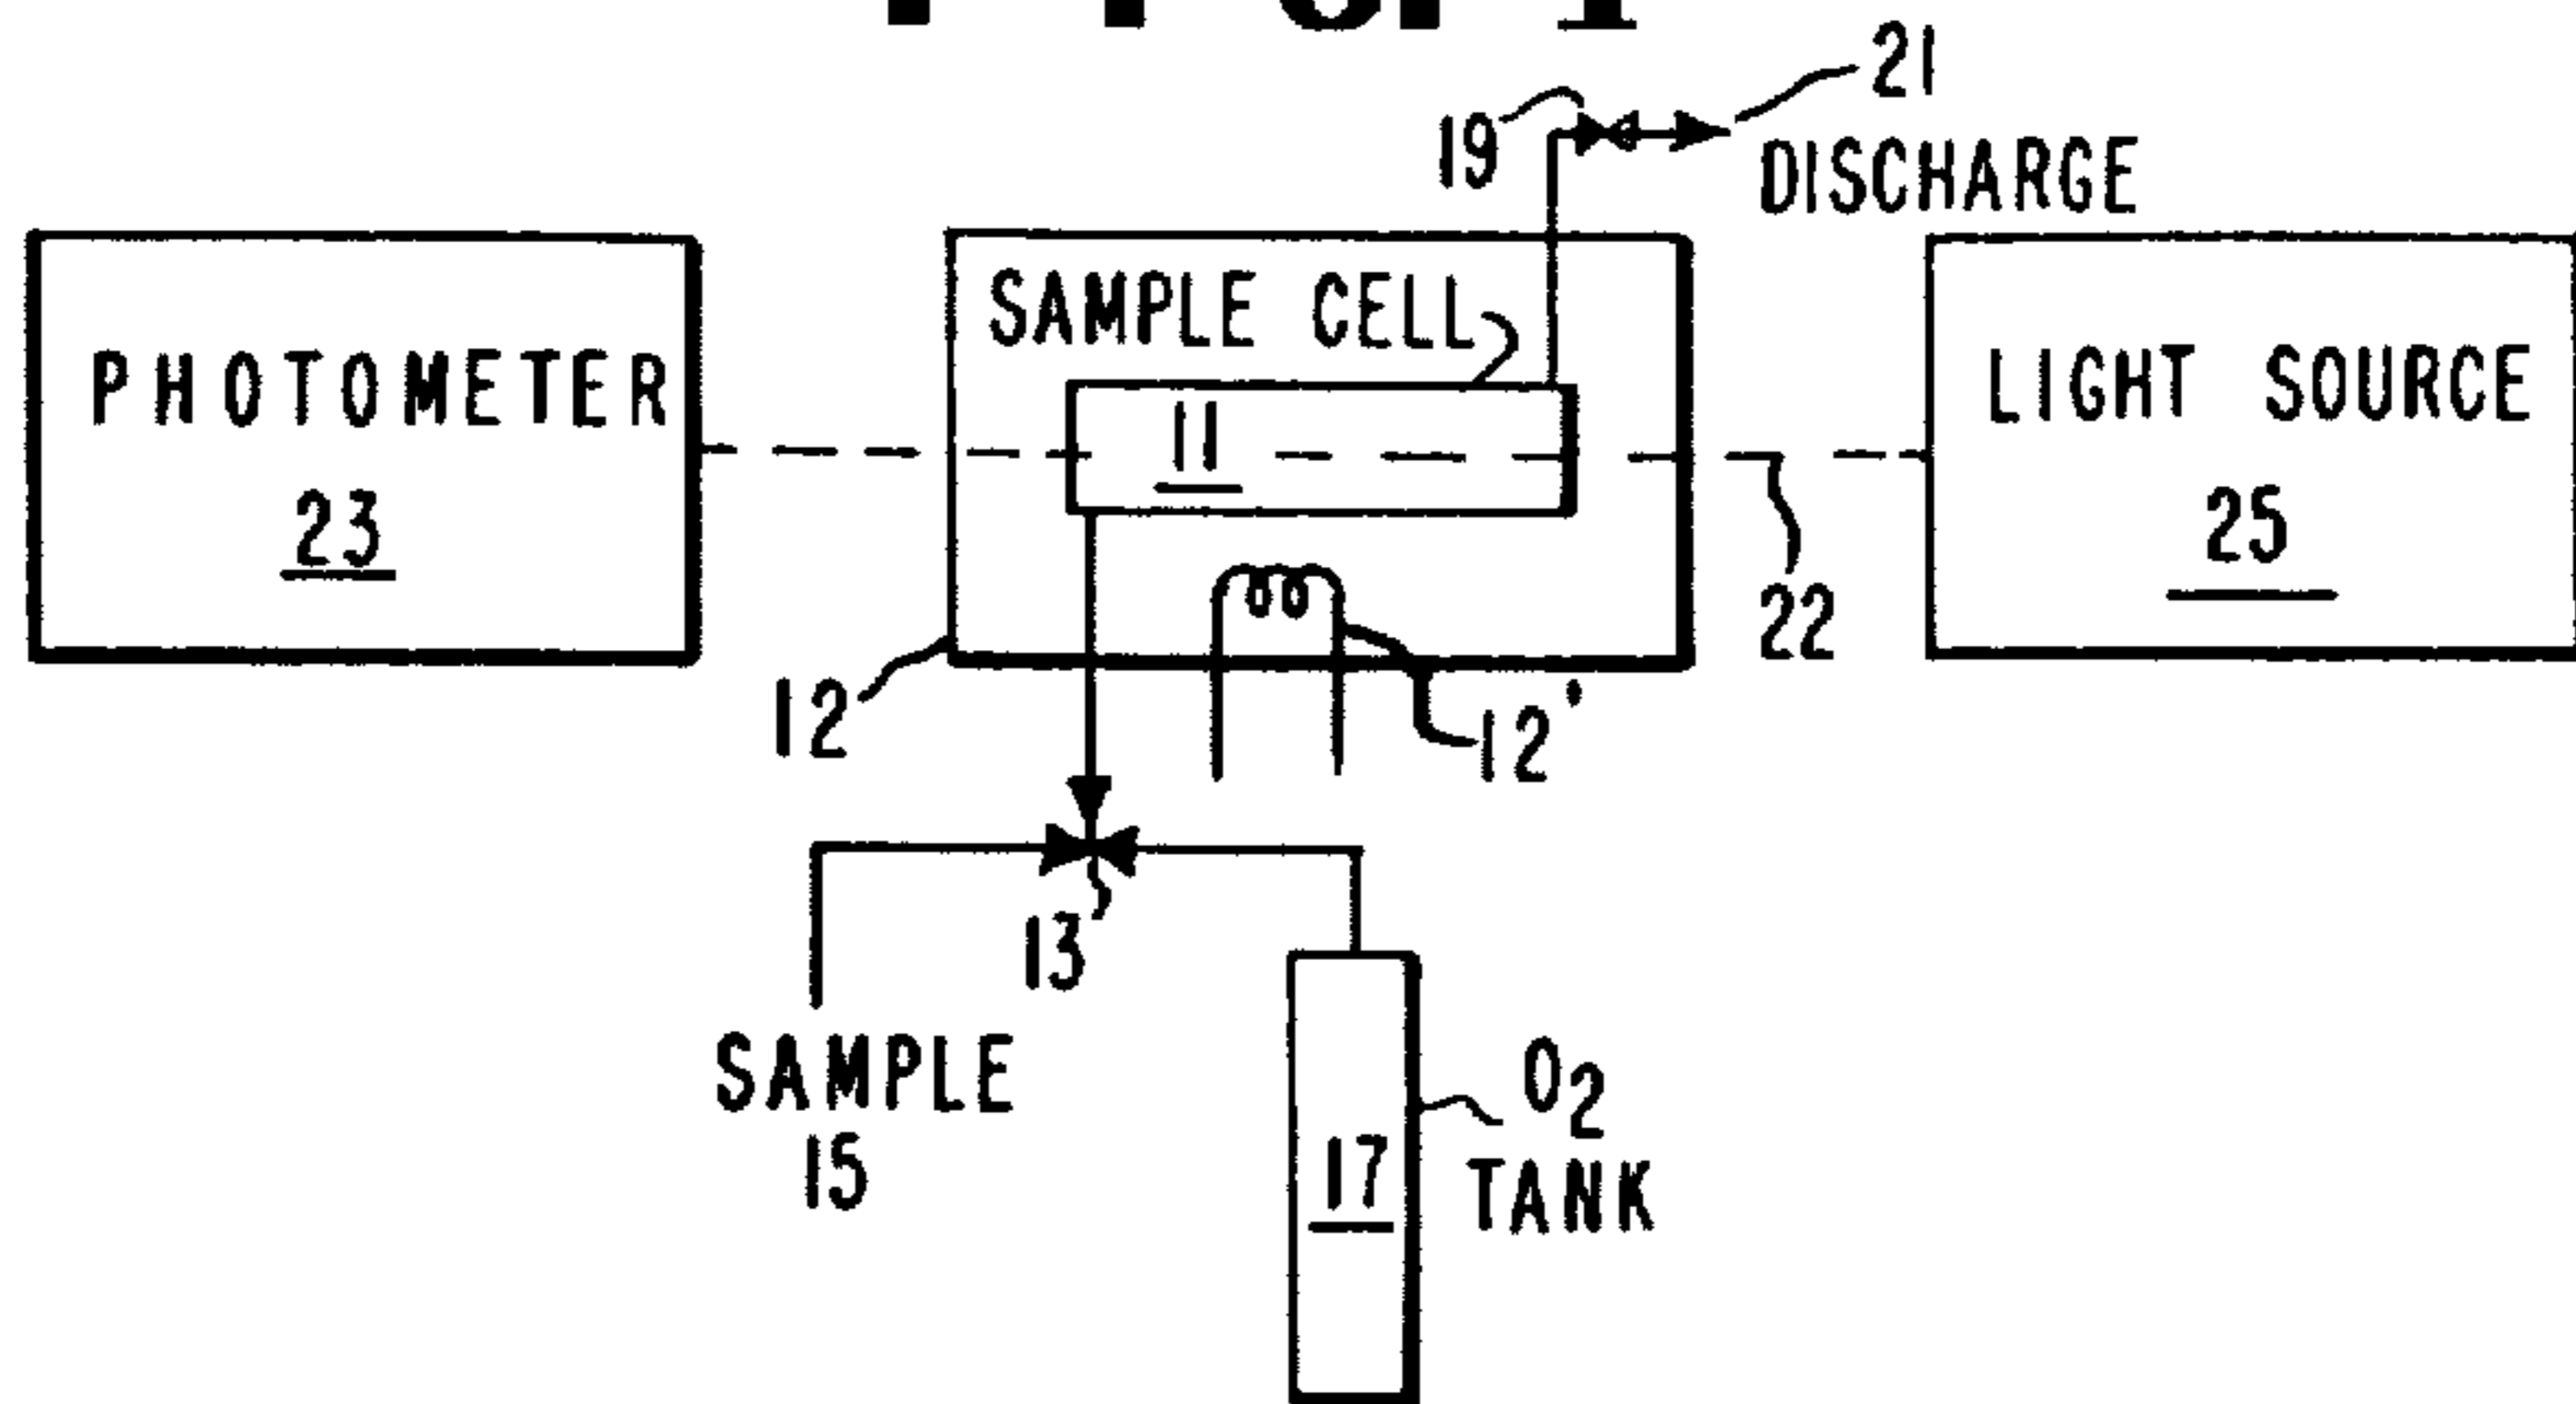 21
19
DISCHARGE
SAMPLE CELL
PHOTOMETER
LIGHT SOURCE
11
23
25
22
12
12'
13
SAMPLE
15
O2
TANK
17